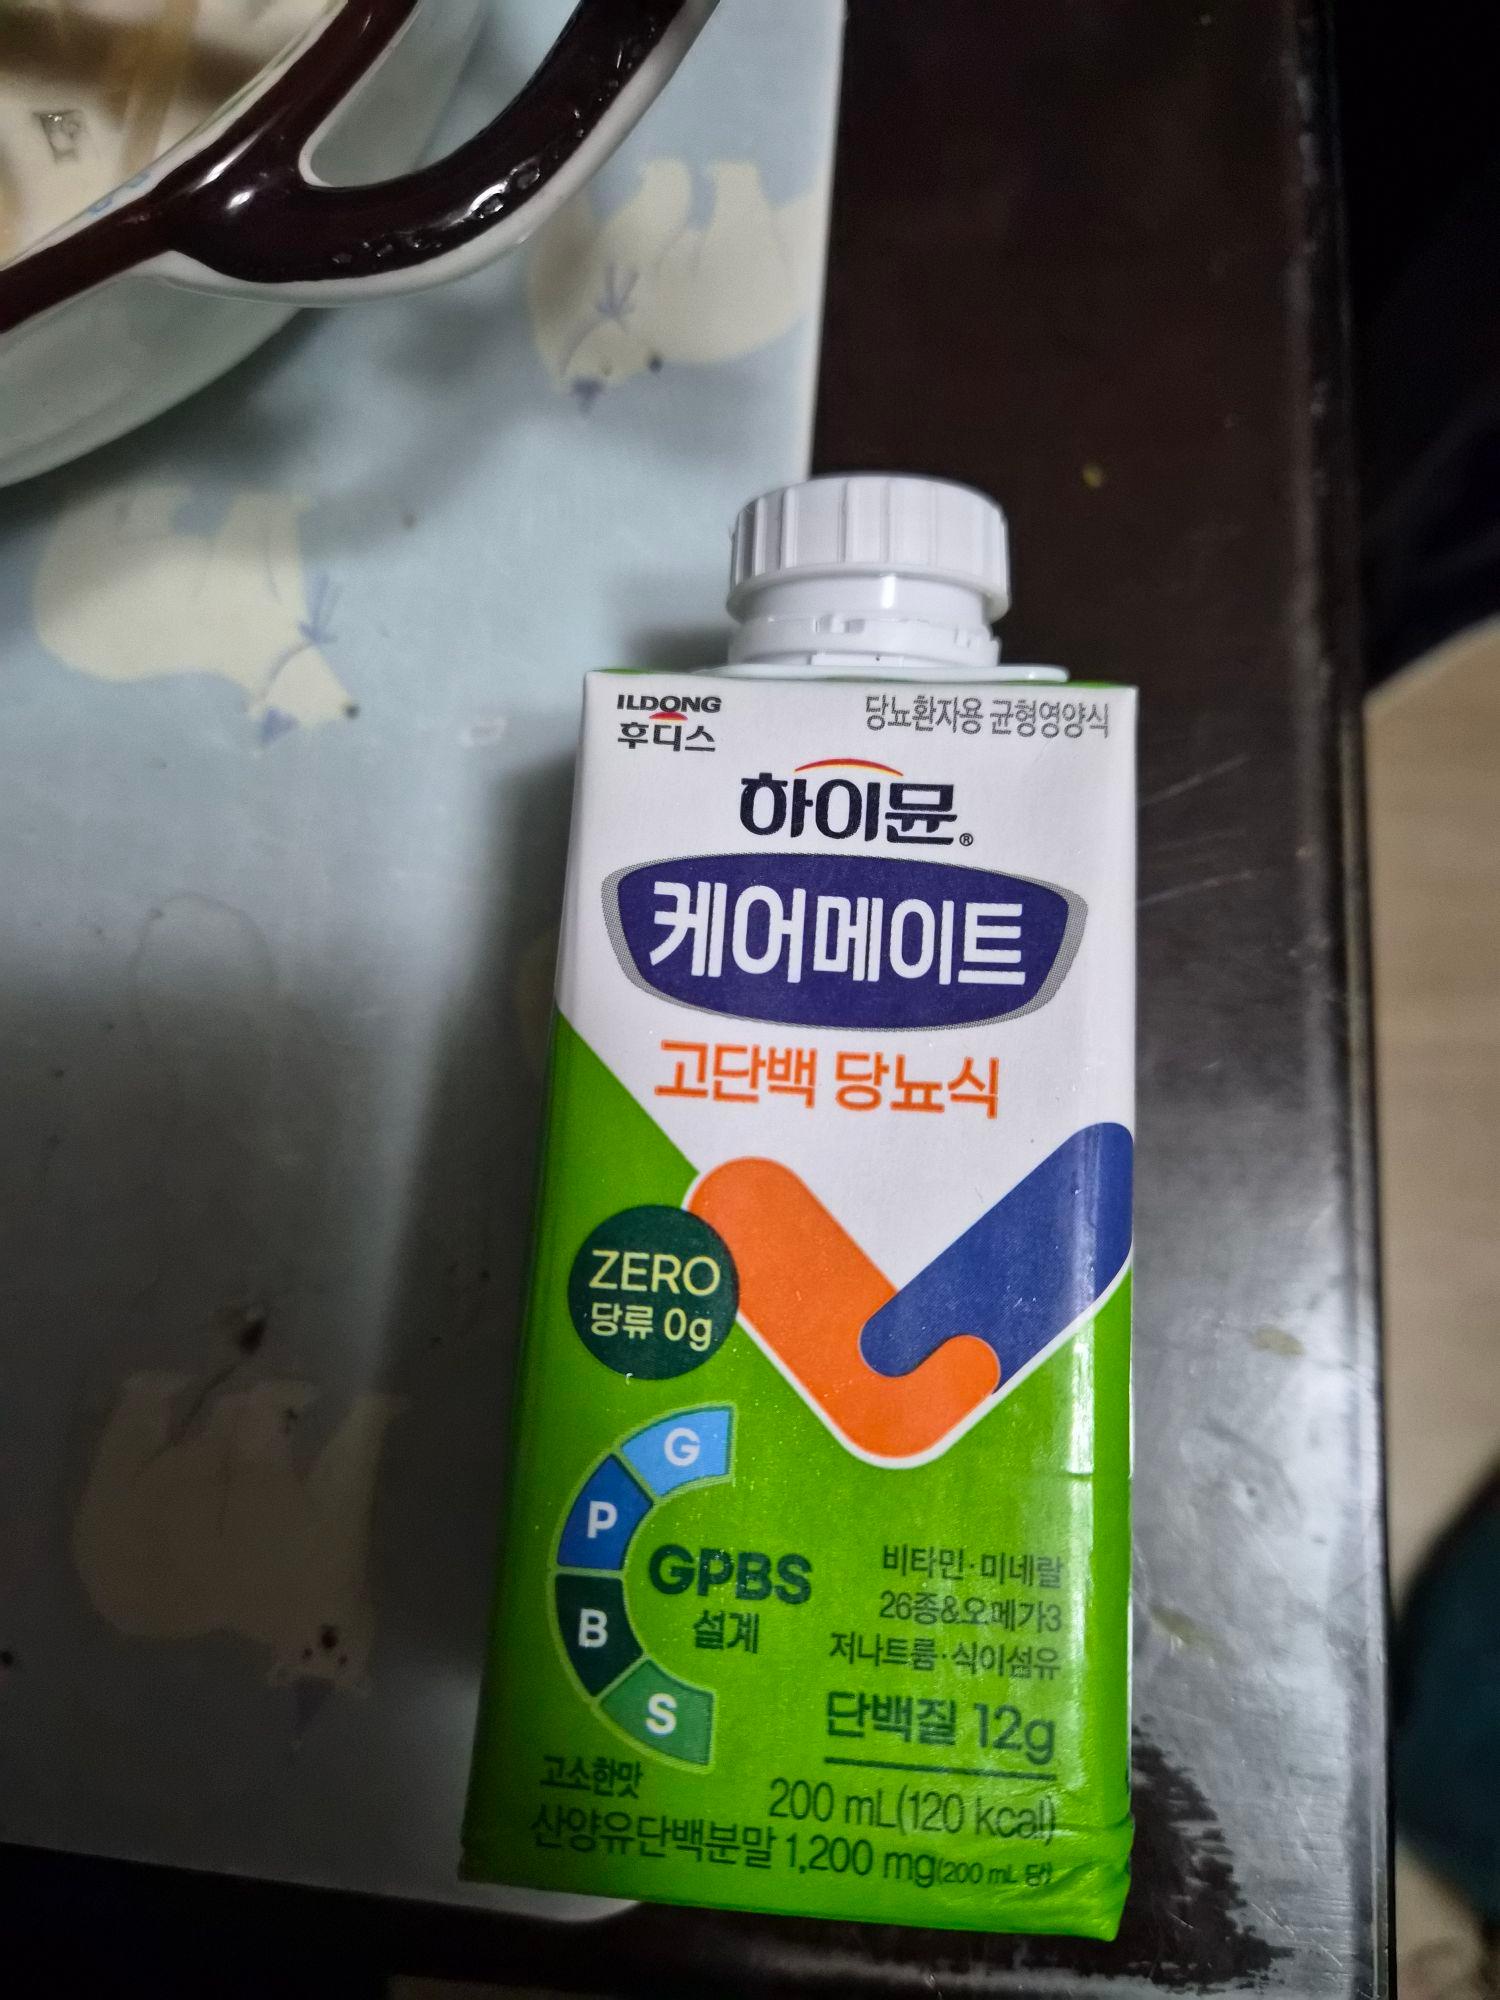 ILDONG
후디스
당뇨환자용 균형영양식
하이뮨®
케어메이트
고단백 당뇨식
ZERO
당류 0g
G
P
B
S
GPBS
설계
비타민·미네랄
26종&오메가3
저나트륨·식이섬유
단백질 12g
고소한맛
200 mL(120 kcal)
산양유단백분말 1,200 mg(200 mL 당)